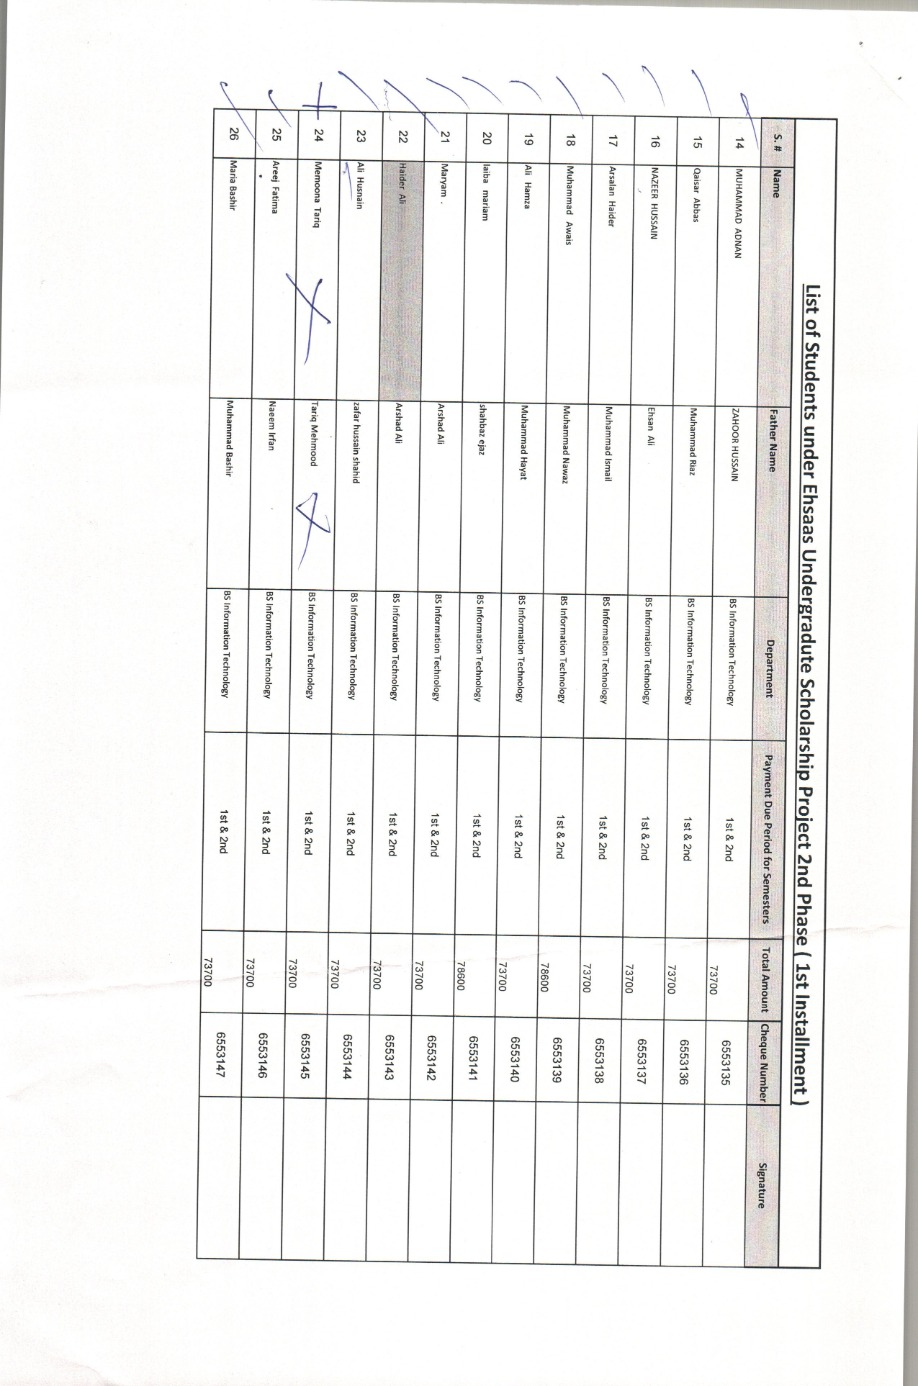 List of Students under Ehsaas Undergradute Scholarship Project 2nd Phase ( 1st Installment )
S. # Name Father Name Department Payment Due Period for Semesters Total Amount Cheque Number Signature
14 MUHAMMAD ADNAN ZAHOOR HUSSAIN BS Information Technology 1st & 2nd 73700 6553135
15 Qaisar Abbas Muhammad Riaz BS Information Technology 1st & 2nd 73700 6553136
16 NAZEER HUSSAIN Ehsan Ali BS Information Technology 1st & 2nd 73700 6553137
17 Arsalan Haider Muhammad Ismail BS Information Technology 1st & 2nd 73700 6553138
18 Muhammad Awais Muhammad Nawaz BS Information Technology 1st & 2nd 78600 6553139
19 Ali Hamza Muhammad Hayat BS Information Technology 1st & 2nd 73700 6553140
20 laiba mariam shahbaz ejaz BS Information Technology 1st & 2nd 78600 6553141
21 Maryam . Arshad Ali BS Information Technology 1st & 2nd 73700 6553142
22 Haider Ali Arshad Ali BS Information Technology 1st & 2nd 73700 6553143
23 Ali Husnain zafar hussain shahid BS Information Technology 1st & 2nd 73700 6553144
24 Memoona Tariq Tariq Mehmood BS Information Technology 1st & 2nd 73700 6553145
25 Areej Fatima Naeem Irfan BS Information Technology 1st & 2nd 73700 6553146
26 Maria Bashir Muhammad Bashir BS Information Technology 1st & 2nd 73700 6553147